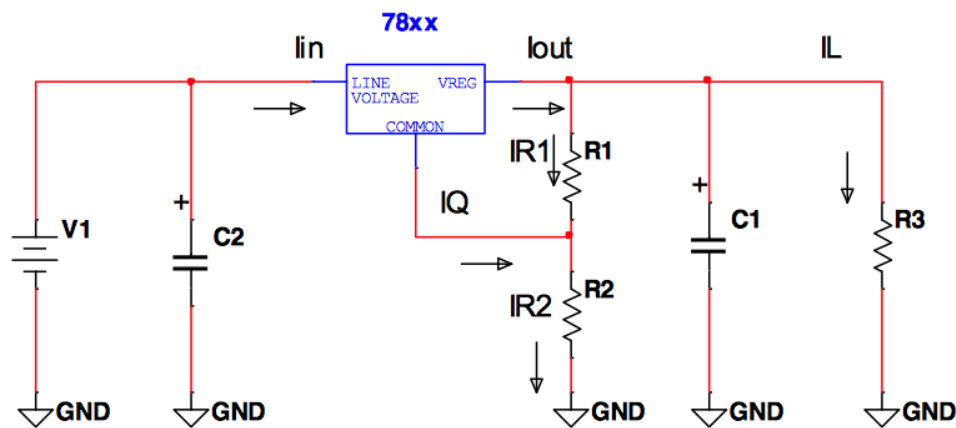 78xx
Iin
Iout
IL
LINE
VOLTAGE
VREG
COMMON
IR1
R1
IQ
+
+
V1
C2
C1
R3
IR2
R2
GND
GND
GND
GND
GND